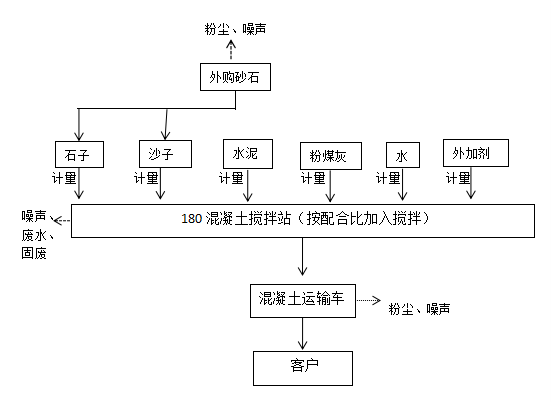 粉尘、噪声
外购砂石
石子
沙子
水泥
粉煤灰
水
外加剂
计量
计量
计量
计量
计量
计量
噪声、
废水、
固废
180混凝土搅拌站（按配合比加入搅拌）
混凝土运输车
粉尘、噪声
客户